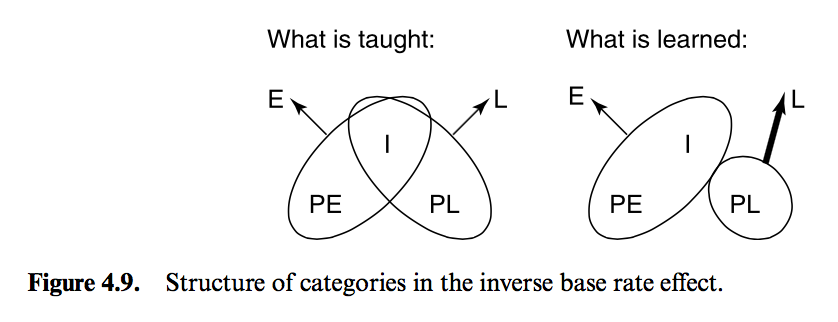 What is taught:
What is learned:
E
L
E
L
I
I
PE
PL
PE
PL
Figure 4.9. Structure of categories in the inverse base rate effect.